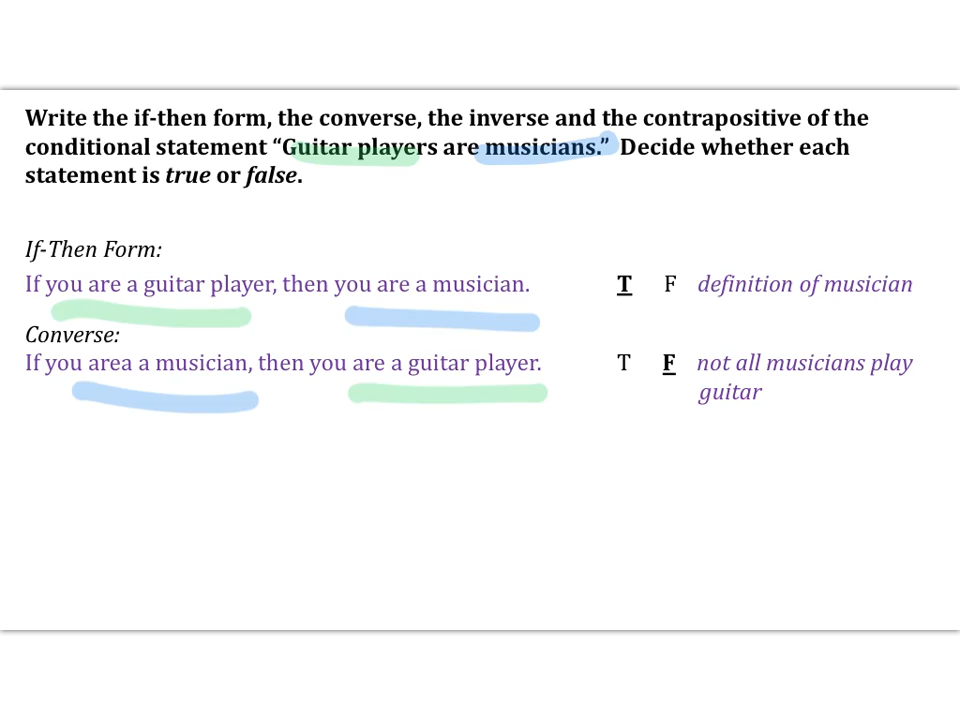 Write the if-then form, the converse, the inverse and the contrapositive of the
conditional statement “Guitar players are musicians.” Decide whether each
statement is true or false.
If-Then Form:
If you are a guitar player, then you are a musician. T F definition of musician
Converse:
If you area a musician, then you are a guitar player. T F not all musicians play
guitar